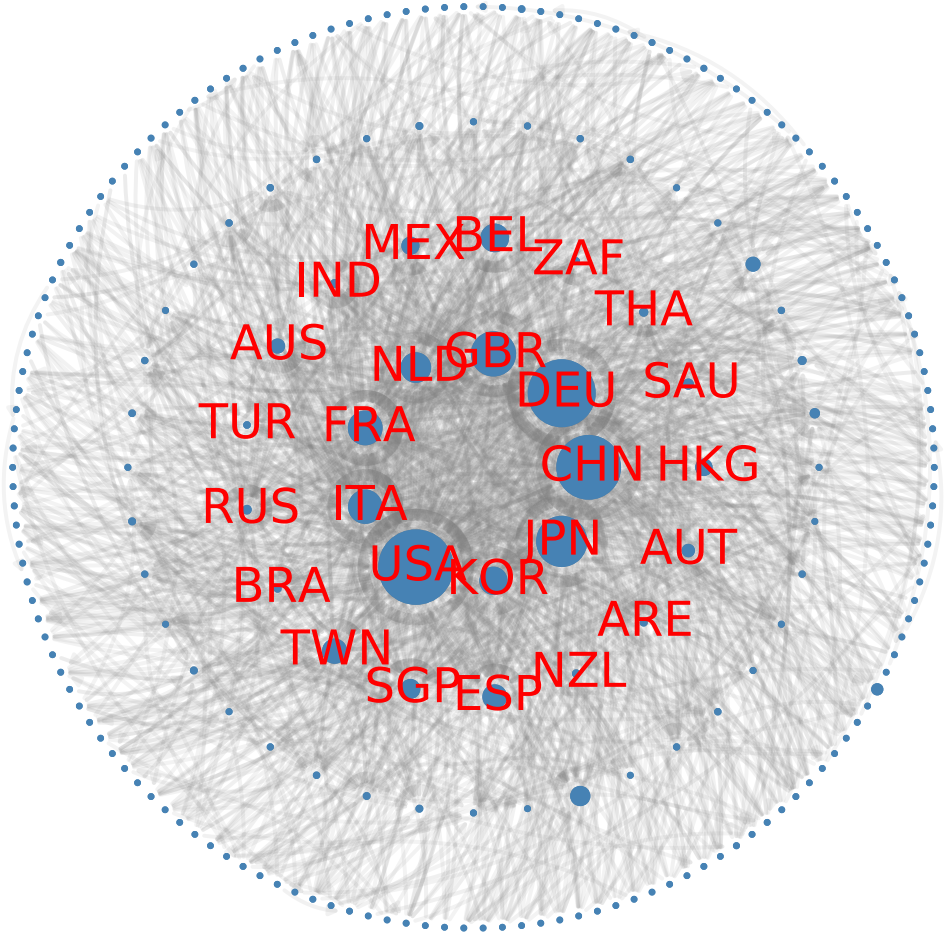 MEX
BEL
ZAF
IND
THA
AUS
NLD
GBR
DEU
SAU
TUR
FRA
CHN
HKG
RUS
ITA
JPN
AUT
USA
KOR
BRA
ARE
TWN
SGP
ESP
NZL